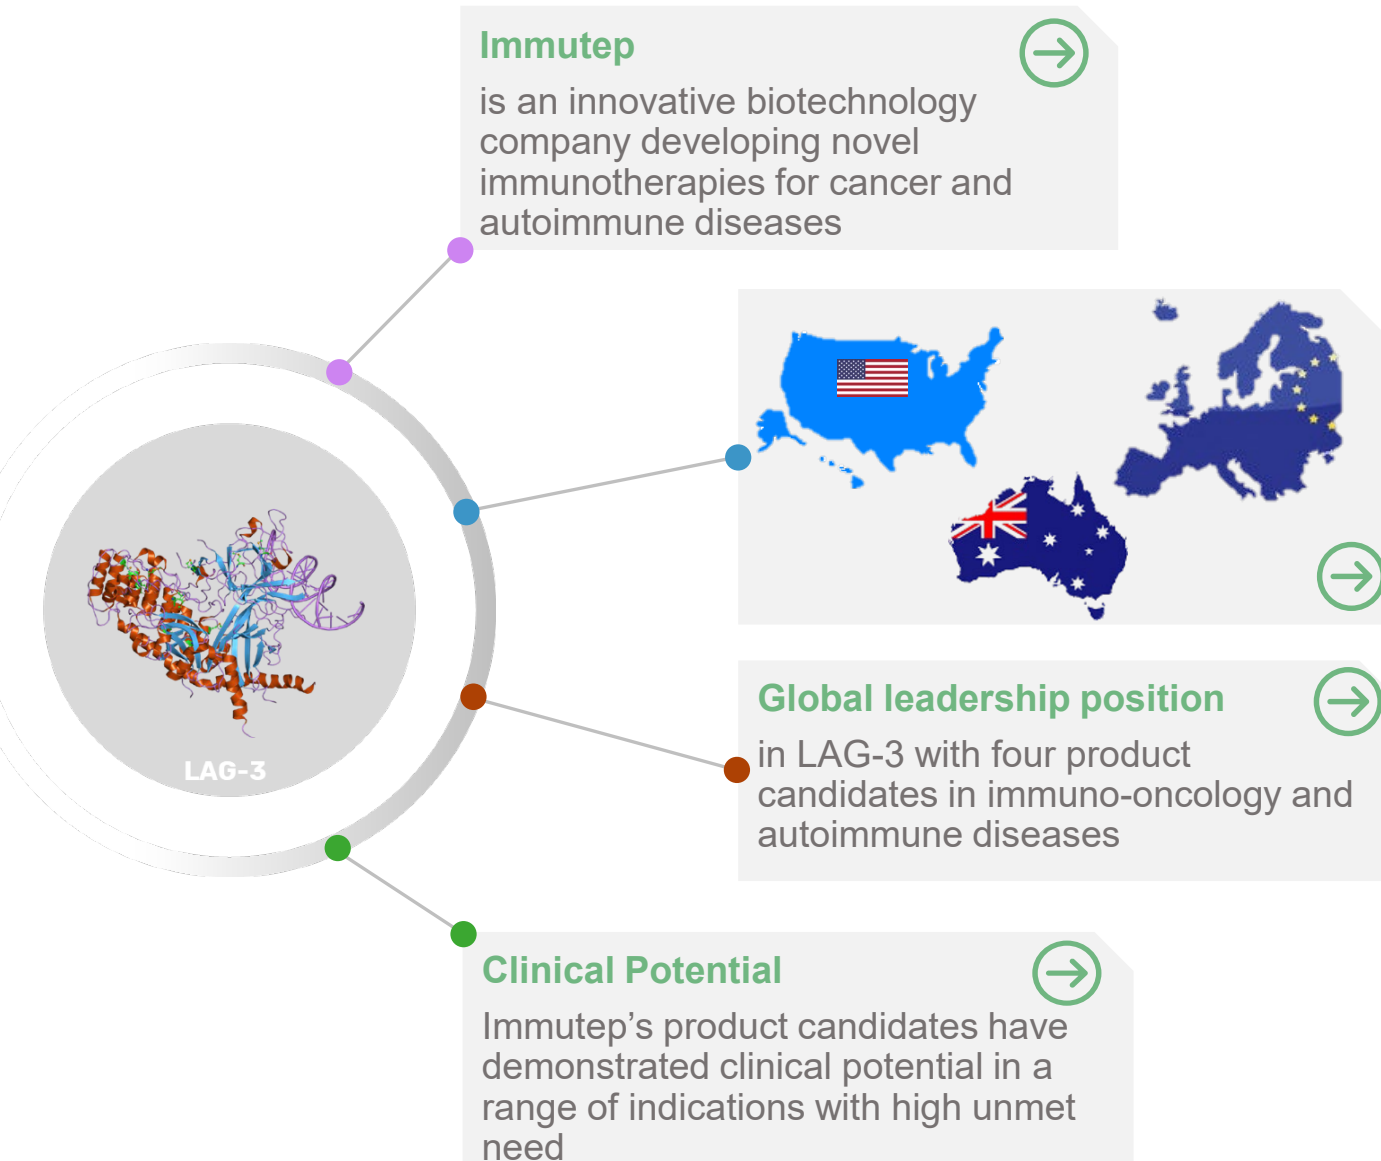 Immutep
is an innovative biotechnology
company developing novel
immunotherapies for cancer and
autoimmune diseases
LAG-3
Global leadership position
in LAG-3 with four product
candidates in immuno-oncology and
autoimmune diseases
Clinical Potential
Immutep’s product candidates have
demonstrated clinical potential in a
range of indications with high unmet
need